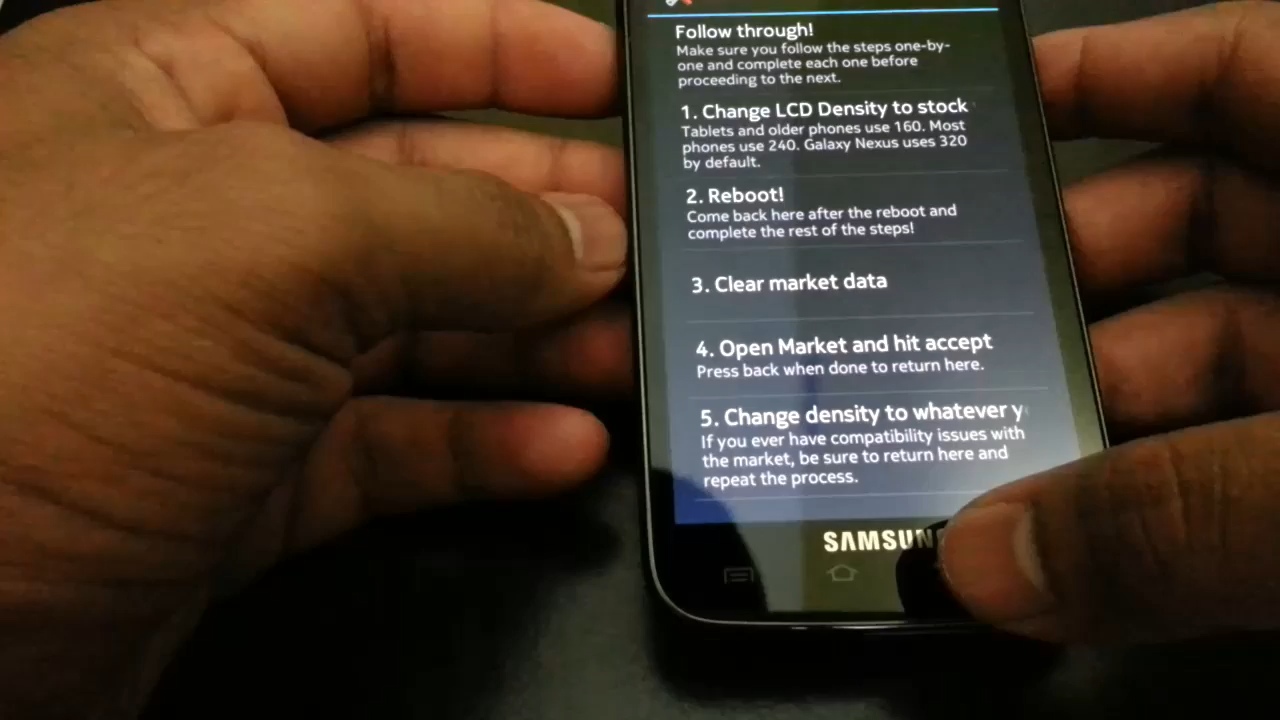 Follow through!
Make sure you follow the steps one-by-
one and complete each one before
proceeding to the next.
1. Change LCD Density to stock
Tablets and older phones use 160. Most
phones use 240. Galaxy Nexus uses 320
by default.
2. Reboot!
Come back here after the reboot and
complete the rest of the steps!
3. Clear market data
4. Open Market and hit accept
Press back when done to return here.
5. Change density to whatever y
If you ever have compatibility issues with
the market, be sure to return here and
repeat the process.
SAMSUNG